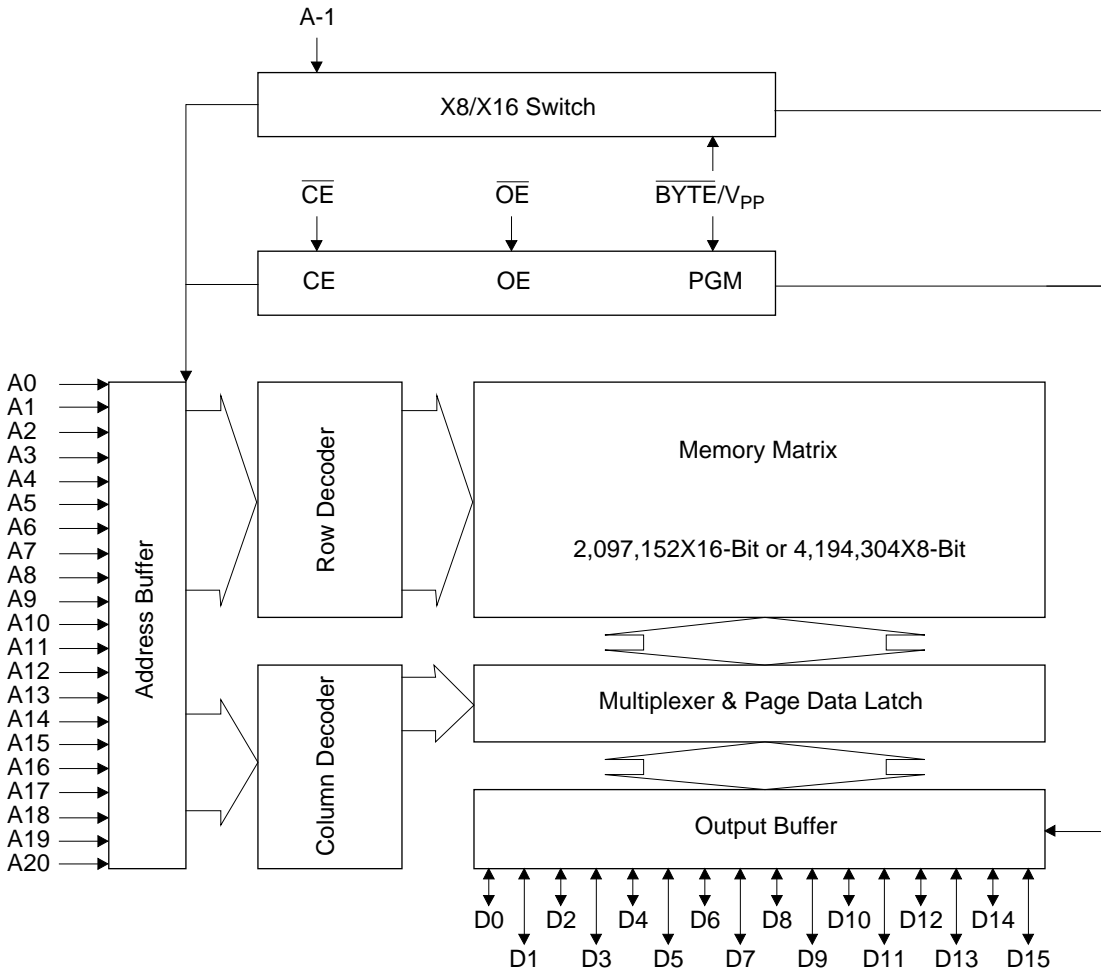 A-1
X8/X16 Switch
C̅E̅
O̅E̅
B̅Y̅T̅E̅/VPP
CE
OE
PGM
A0
A1
A2
A3
A4
A5
A6
A7
A8
A9
A10
A11
A12
A13
A14
A15
A16
A17
A18
A19
A20
Address Buffer
Row Decoder
Memory Matrix
2,097,152X16-Bit or 4,194,304X8-Bit
Column Decoder
Multiplexer & Page Data Latch
Output Buffer
D0
D2
D4
D6
D8
D10
D12
D14
D1
D3
D5
D7
D9
D11
D13
D15